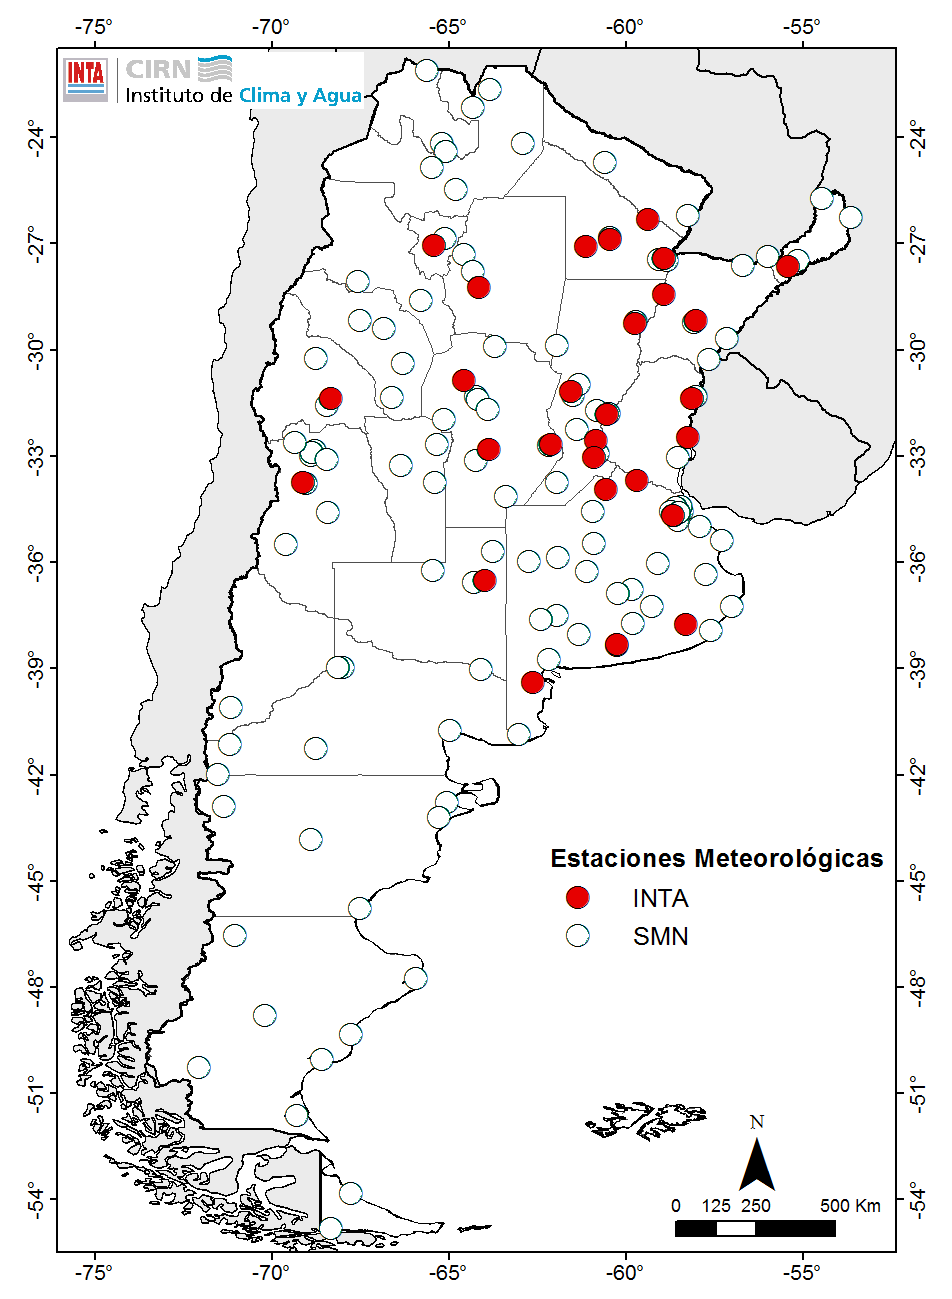 -75° -70° -65° -60° -55°
INTA CIRN
Instituto de Clima y Agua
-24° -24°
-27° -27°
-30° -30°
-33° -33°
-36° -36°
-39° -39°
-42° -42°
Estaciones Meteorológicas
-45° -45°
INTA
SMN
-48° -48°
-51° -51°
N
-54° -54°
0 125 250 500 Km
-75° -70° -65° -60° -55°